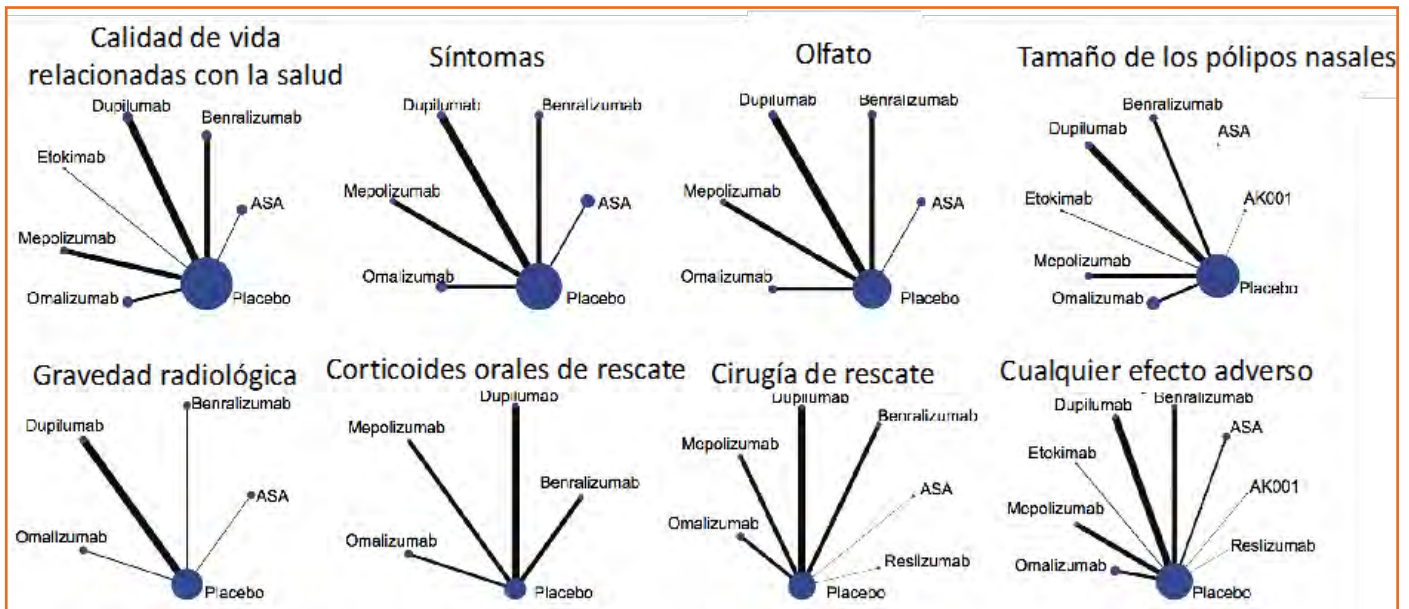 Calidad de vida
relacionadas con la salud
Dupilumab
Benralizumab
Etokimab
ASA
Mepolizumab
Omalizumab
Placebo
Síntomas
Dupilumab
Benralizumab
Mepolizumab
ASA
Omalizumab
Placebo
Olfato
Dupilumab
Benralizumab
Mepolizumab
ASA
Omalizumab
Placebo
Tamaño de los pólipos nasales
Benralizumab
Dupilumab
ASA
Etokimab
AK001
Mepolizumab
Omalizumab
Placebo
Gravedad radiológica
Benralizumab
Dupilumab
ASA
Omalizumab
Placebo
Corticoides orales de rescate
Dupilumab
Mepolizumab
Benralizumab
Omalizumab
Placebo
Cirugía de rescate
Dupilumab
Benralizumab
Mepolizumab
ASA
Omalizumab
Reslizumab
Placebo
Cualquier efecto adverso
Benralizumab
Dupilumab
ASA
Etokimab
AK001
Mepolizumab
Reslizumab
Omalizumab
Placebo